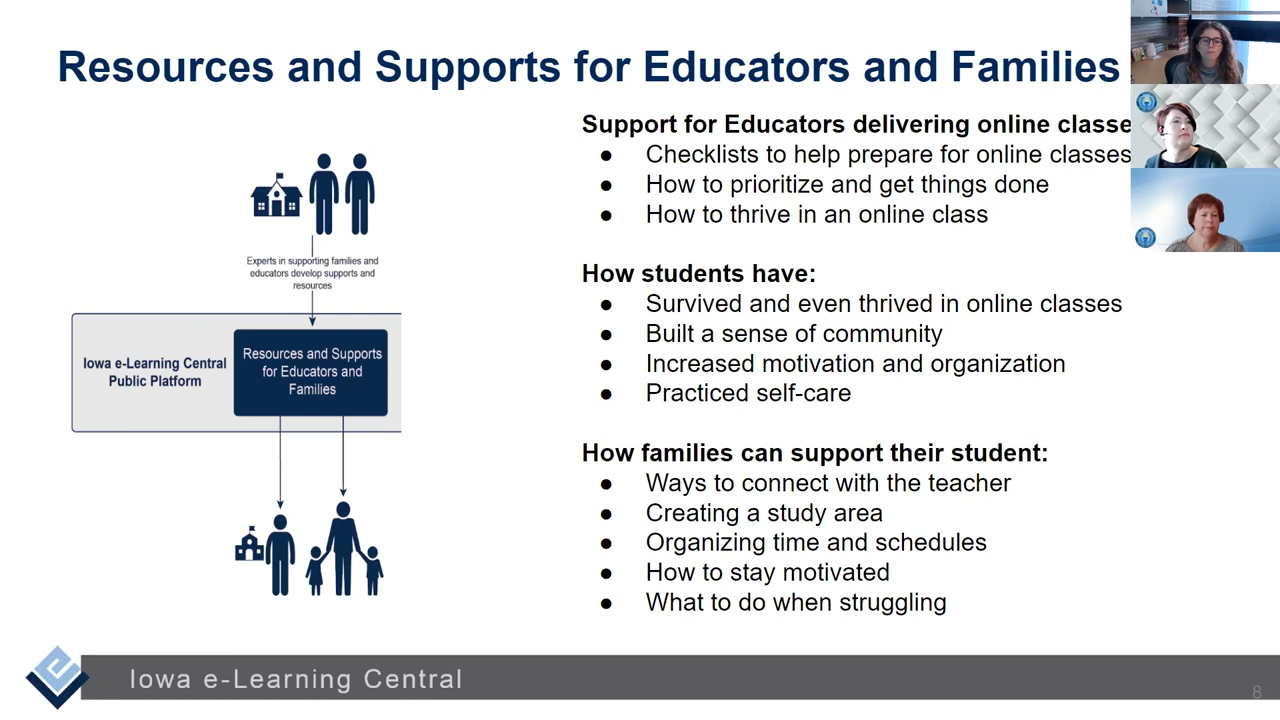 Resources and Supports for Educators and Families
Support for Educators delivering online classe
● Checklists to help prepare for online classes
● How to prioritize and get things done
● How to thrive in an online class
How students have:
● Survived and even thrived in online classes
● Built a sense of community
● Increased motivation and organization
● Practiced self-care
How families can support their student:
● Ways to connect with the teacher
● Creating a study area
● Organizing time and schedules
● How to stay motivated
● What to do when struggling
Experts in supporting families and
educators develop supports and
resources
Iowa e-Learning Central
Public Platform
Resources and Supports
for Educators and
Families
Iowa e-Learning Central
8